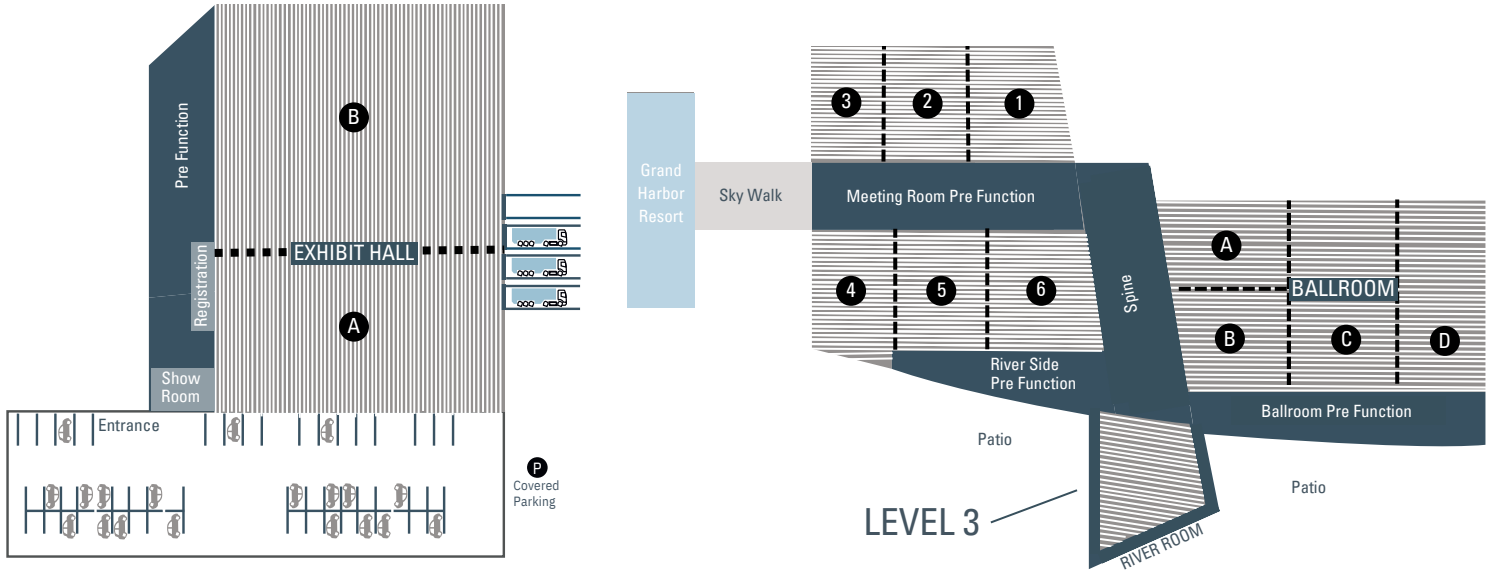 Pre Function
B
EXHIBIT HALL
Registration
A
Show
Room
Entrance
P
Covered
Parking
Grand
Harbor
Resort
Sky Walk
3
2
1
Meeting Room Pre Function
4
5
6
River Side
Pre Function
Spine
A
BALLROOM
B
C
D
Ballroom Pre Function
Patio
Patio
LEVEL 3
RIVER ROOM